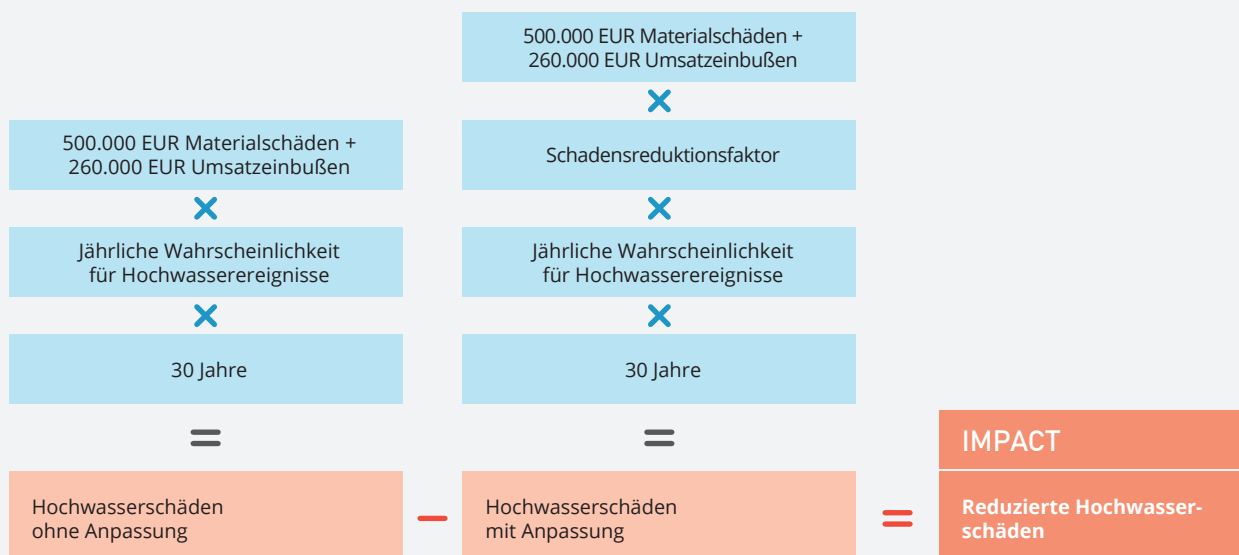 500.000 EUR Materialschäden +
260.000 EUR Umsatzeinbußen
×
Jährliche Wahrscheinlichkeit
für Hochwasserereignisse
×
30 Jahre
=
Hochwasserschäden
ohne Anpassung
−
500.000 EUR Materialschäden +
260.000 EUR Umsatzeinbußen
×
Schadensreduktionsfaktor
×
Jährliche Wahrscheinlichkeit
für Hochwasserereignisse
×
30 Jahre
=
Hochwasserschäden
mit Anpassung
=
IMPACT
Reduzierte Hochwasser-
schäden